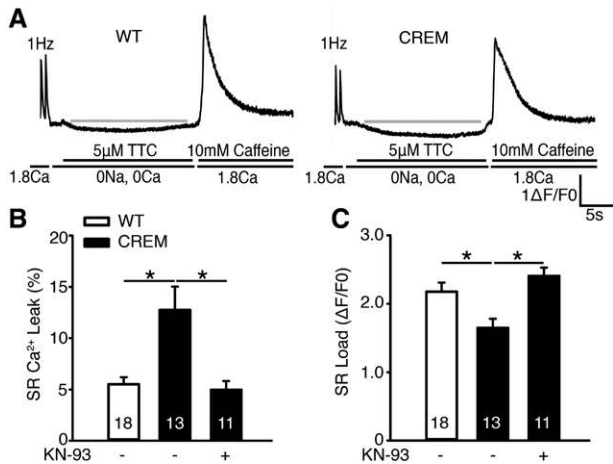 A
WT
CREM
1Hz
1Hz
5µM TTC
10mM Caffeine
5µM TTC
10mM Caffeine
1.8Ca
0Na, 0Ca
1.8Ca
1.8Ca
0Na, 0Ca
1.8Ca
1ΔF/F0
5s
B
WT
CREM
C
SR Ca²⁺ Leak (%)
20
15
10
5
0
*
*
18
13
11
KN-93
-
-
+
SR Load (ΔF/F0)
3.0
2.0
1.0
0
*
*
18
13
11
KN-93
-
-
+